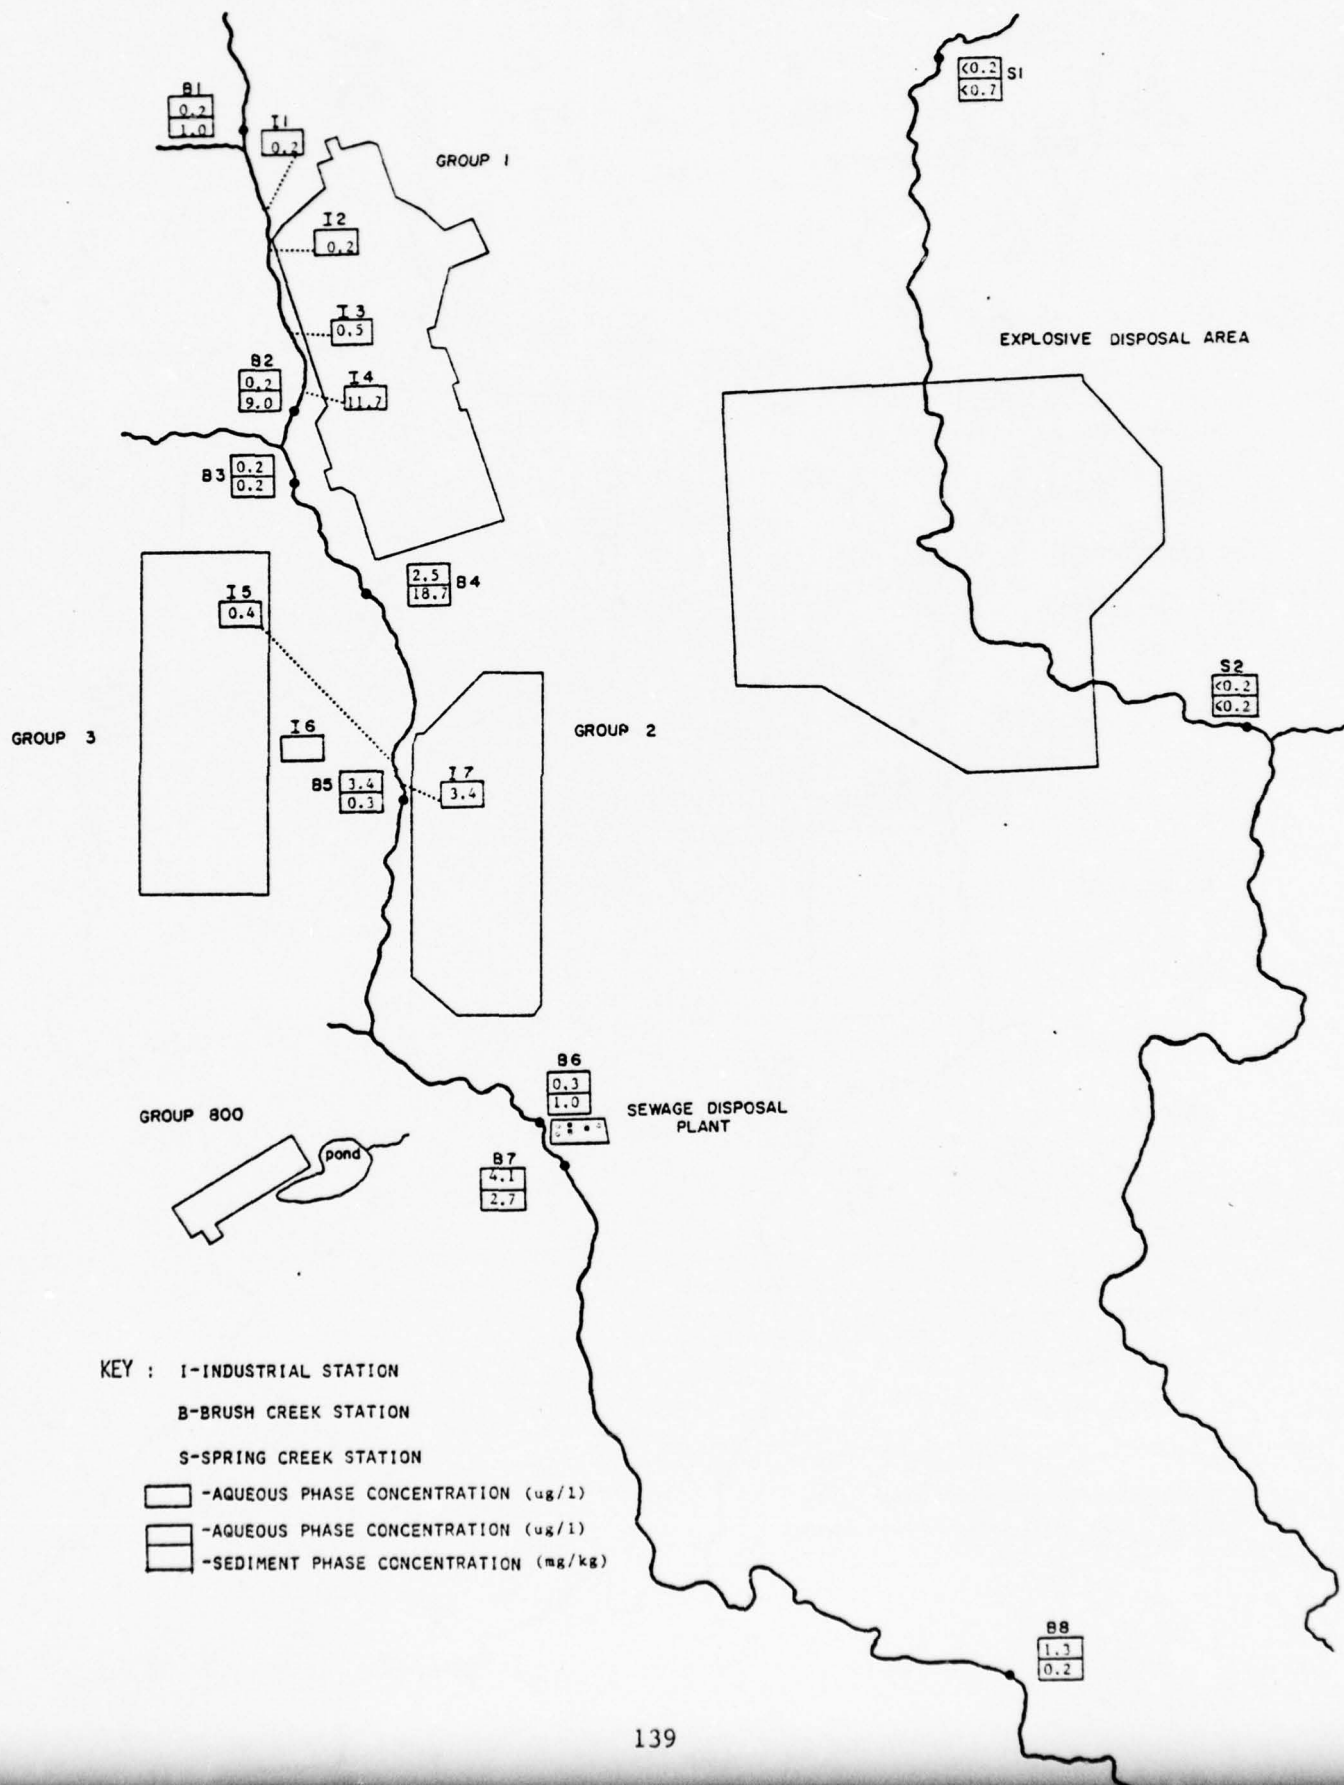 B1
0.2
1.0
I1
0.2
GROUP 1
<0.2
<0.7
S1
I2
0.2
I3
0.5
EXPLOSIVE DISPOSAL AREA
B2
0.2
9.0
I4
11.7
B3
0.2
0.2
2.5
18.7
B4
I5
0.4
S2
<0.2
<0.2
GROUP 3
I6
GROUP 2
B5
3.4
0.3
I7
3.4
B6
0.3
1.0
SEWAGE DISPOSAL
PLANT
GROUP 800
pond
B7
4.1
2.7
KEY : I-INDUSTRIAL STATION
B-BRUSH CREEK STATION
S-SPRING CREEK STATION
-AQUEOUS PHASE CONCENTRATION (ug/l)
-AQUEOUS PHASE CONCENTRATION (ug/l)
-SEDIMENT PHASE CONCENTRATION (mg/kg)
B8
1.3
0.2
139